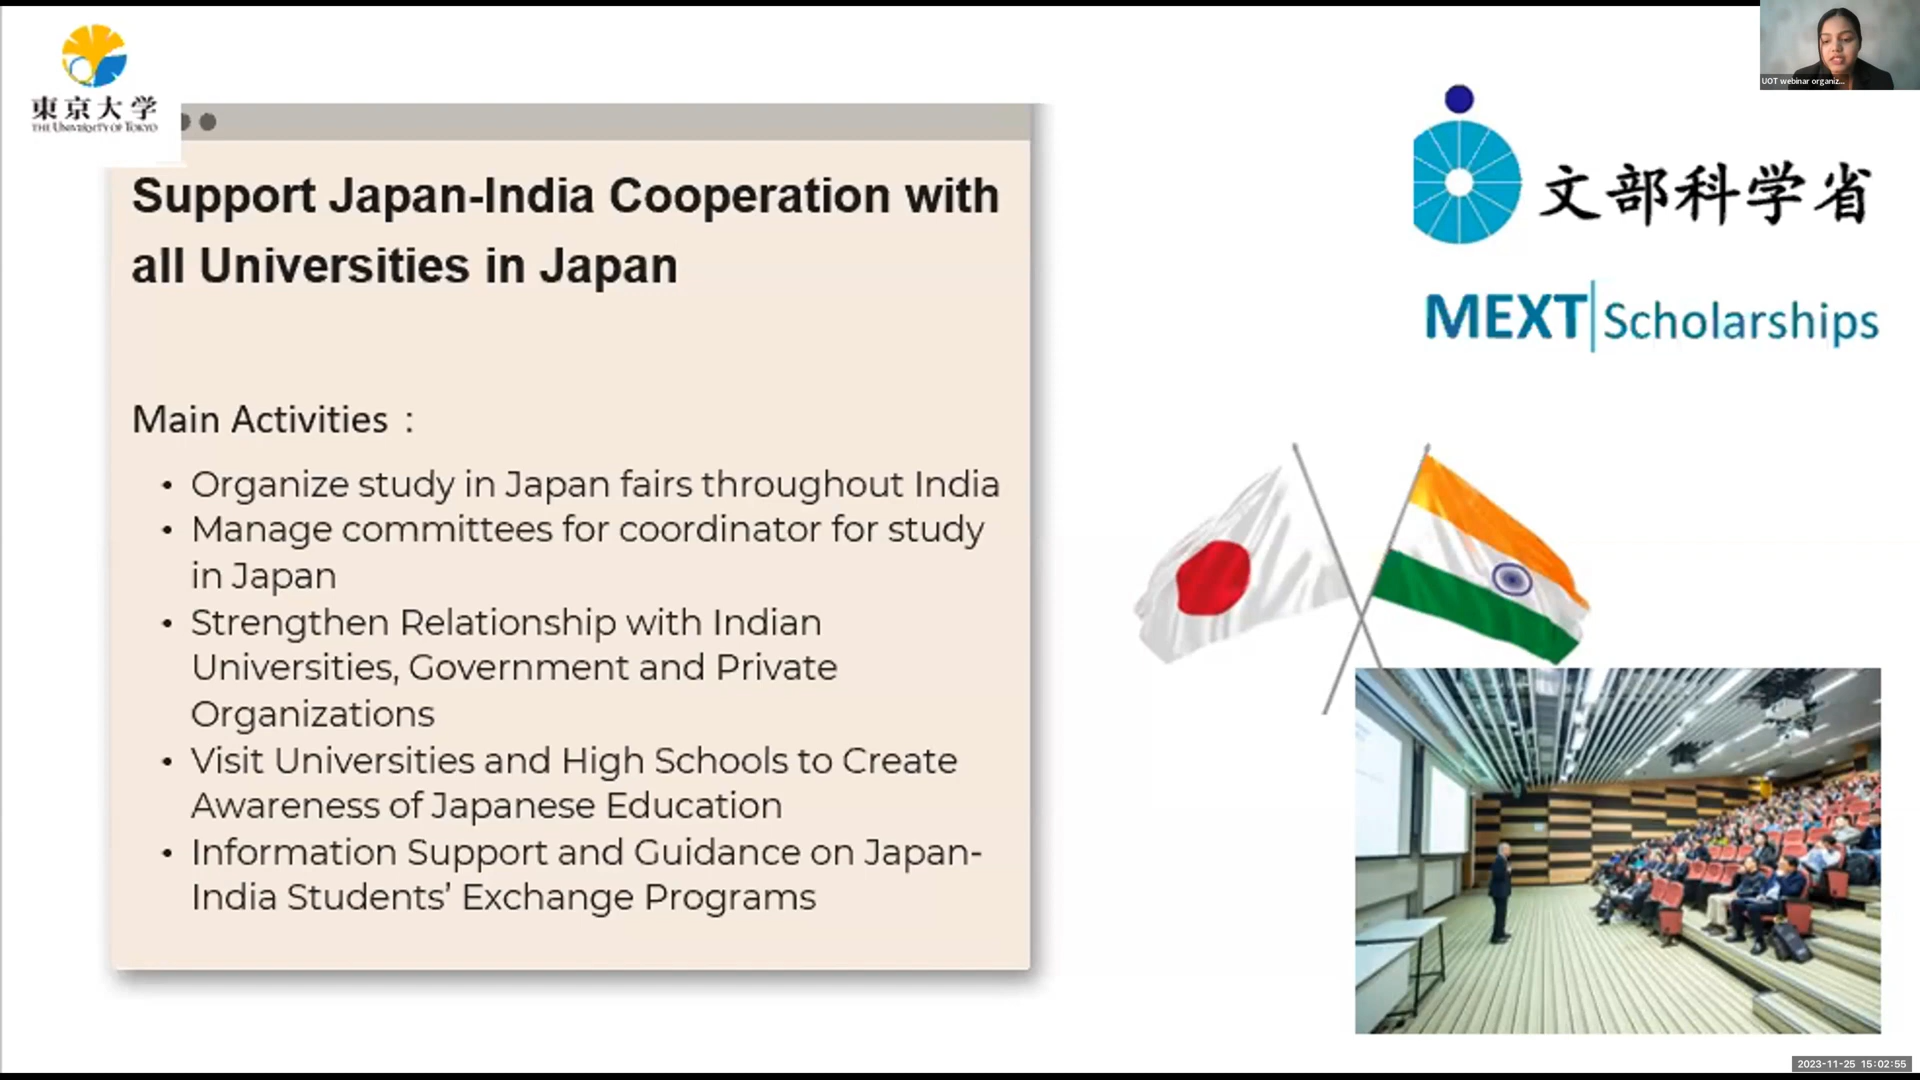 東京大学
THE UNIVERSITY OF TOKYO
UOT webinar organiz...
Support Japan-India Cooperation with
all Universities in Japan
Main Activities :
• Organize study in Japan fairs throughout India
• Manage committees for coordinator for study
in Japan
• Strengthen Relationship with Indian
Universities, Government and Private
Organizations
• Visit Universities and High Schools to Create
Awareness of Japanese Education
• Information Support and Guidance on Japan-
India Students’ Exchange Programs
文部科学省
MEXT Scholarships
2023-11-25 15:02:55